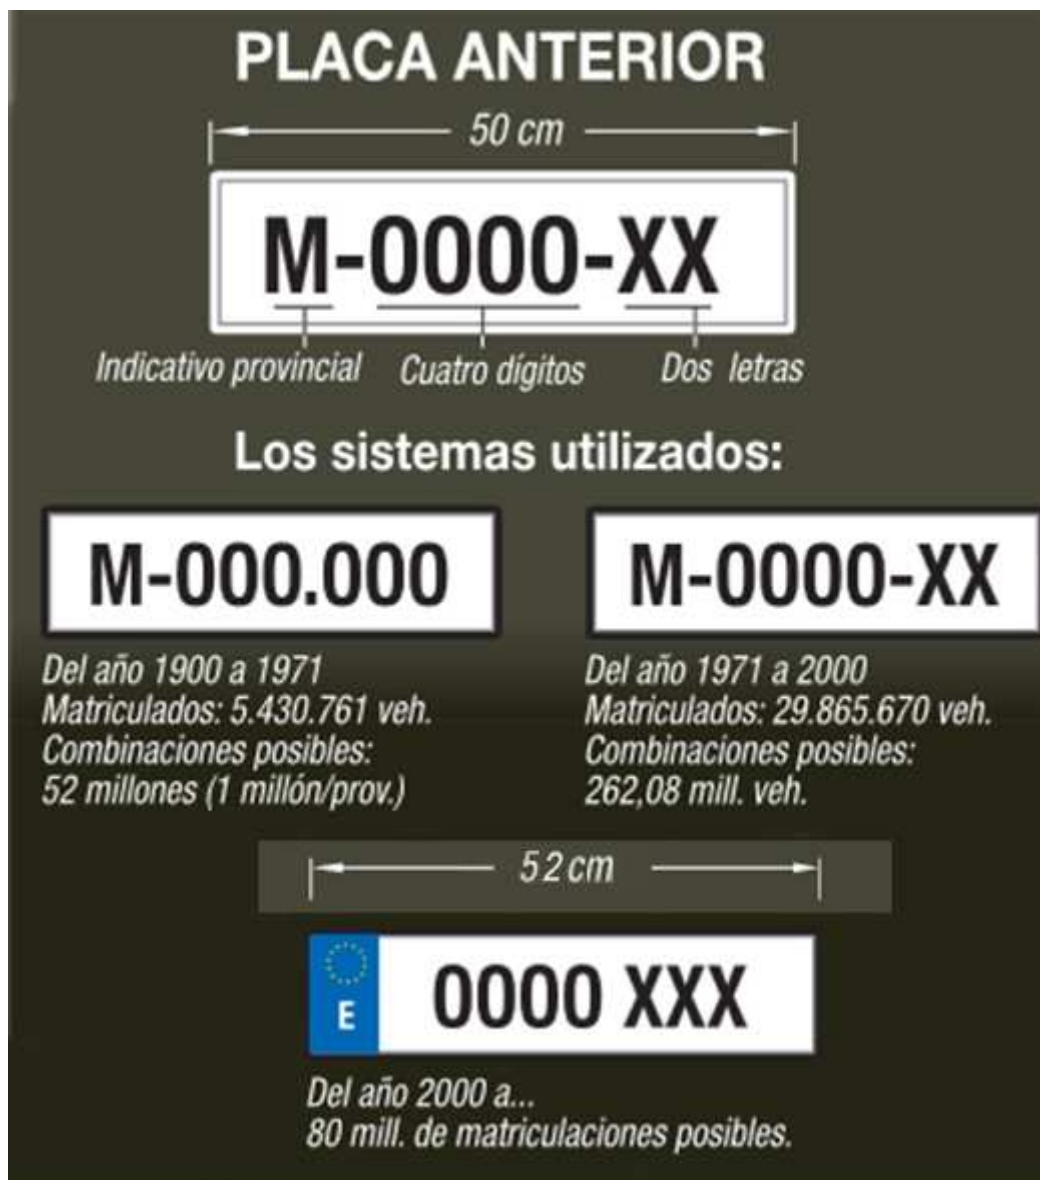 PLACA ANTERIOR
50 cm
M-0000-XX
Indicativo provincial Cuatro dígitos Dos letras
Los sistemas utilizados:
M-000.000
Del año 1900 a 1971
Matriculados: 5.430.761 veh.
Combinaciones posibles:
52 millones (1 millón/prov.)
M-0000-XX
Del año 1971 a 2000
Matriculados: 29.865.670 veh.
Combinaciones posibles:
262,08 mill. veh.
52 cm
E 0000 XXX
Del año 2000 a...
80 mill. de matriculaciones posibles.